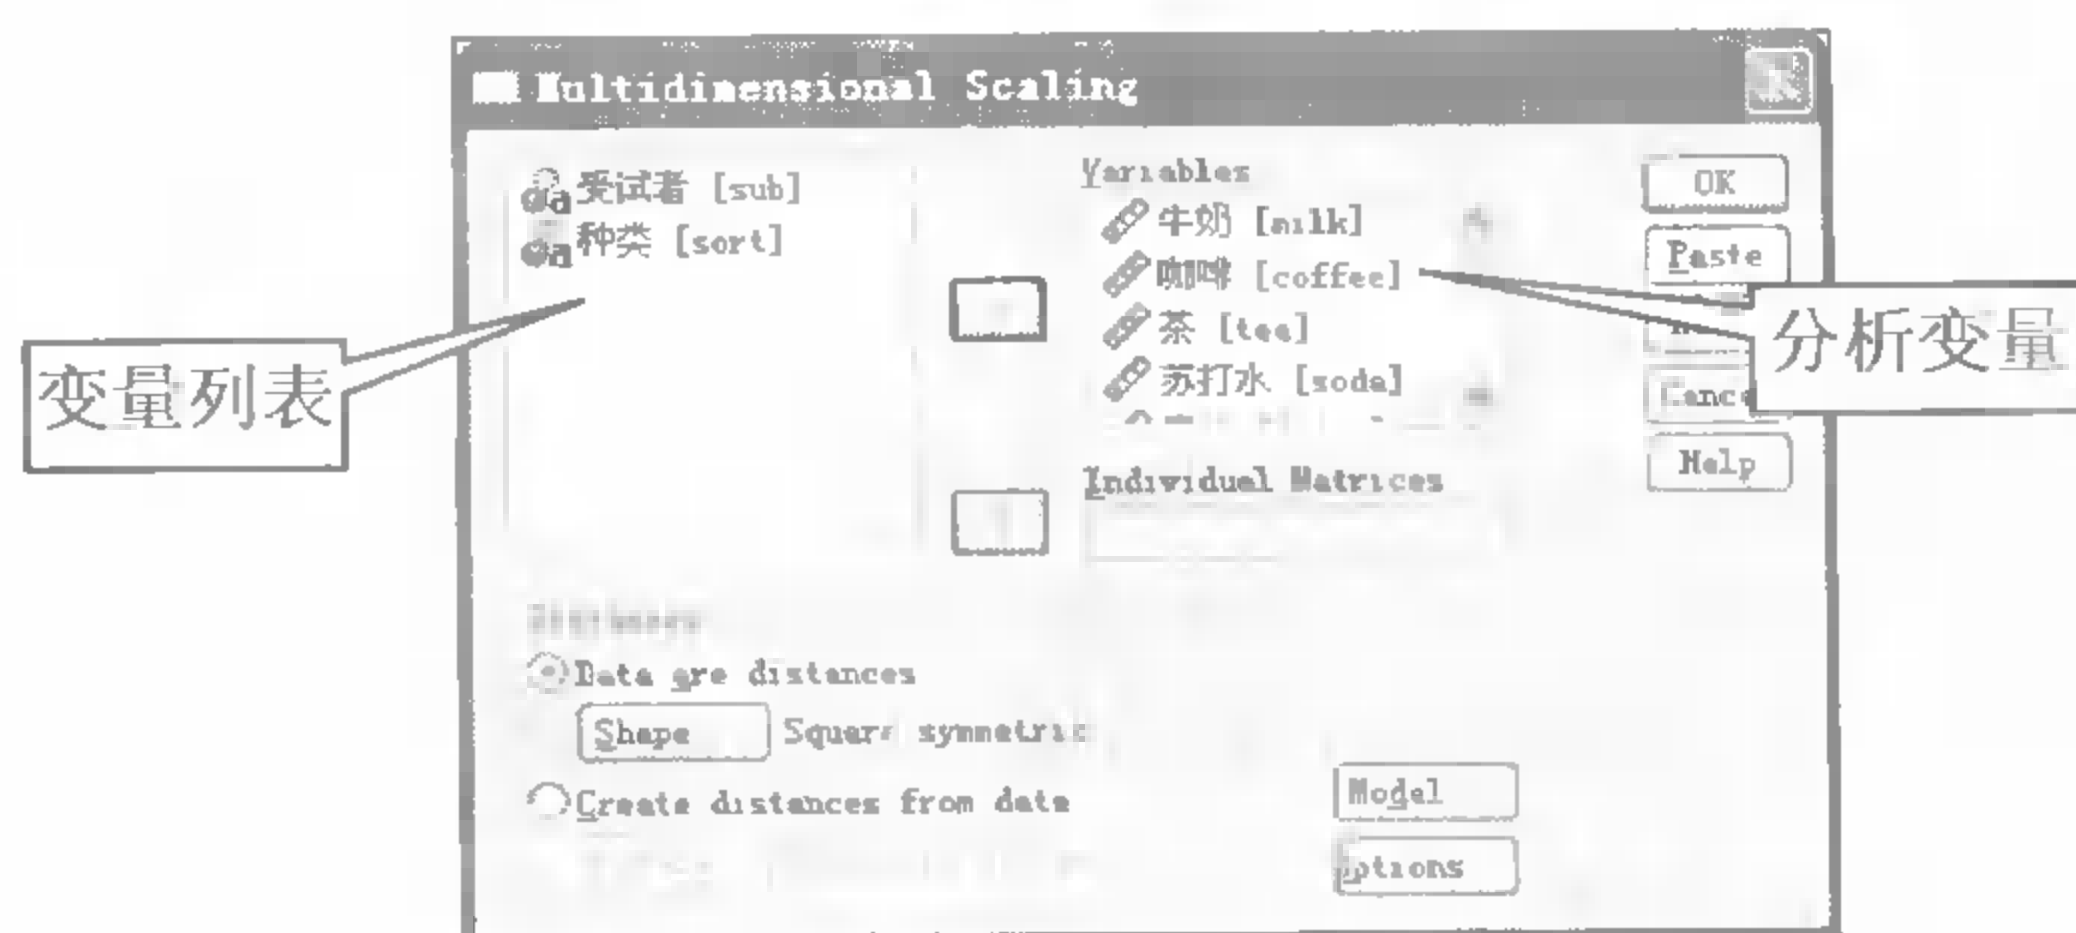 Multidimensional Scaling
受试者 [sub]
种类 [sort]
变量列表
Variables
牛奶 [milk]
咖啡 [coffee]
茶 [tea]
苏打水 [soda]
Individual Matrices
OK
Paste
Cance
Help
分析变量
Data are distances
Shape
Square symmetric
Create distances from data
Model
Options